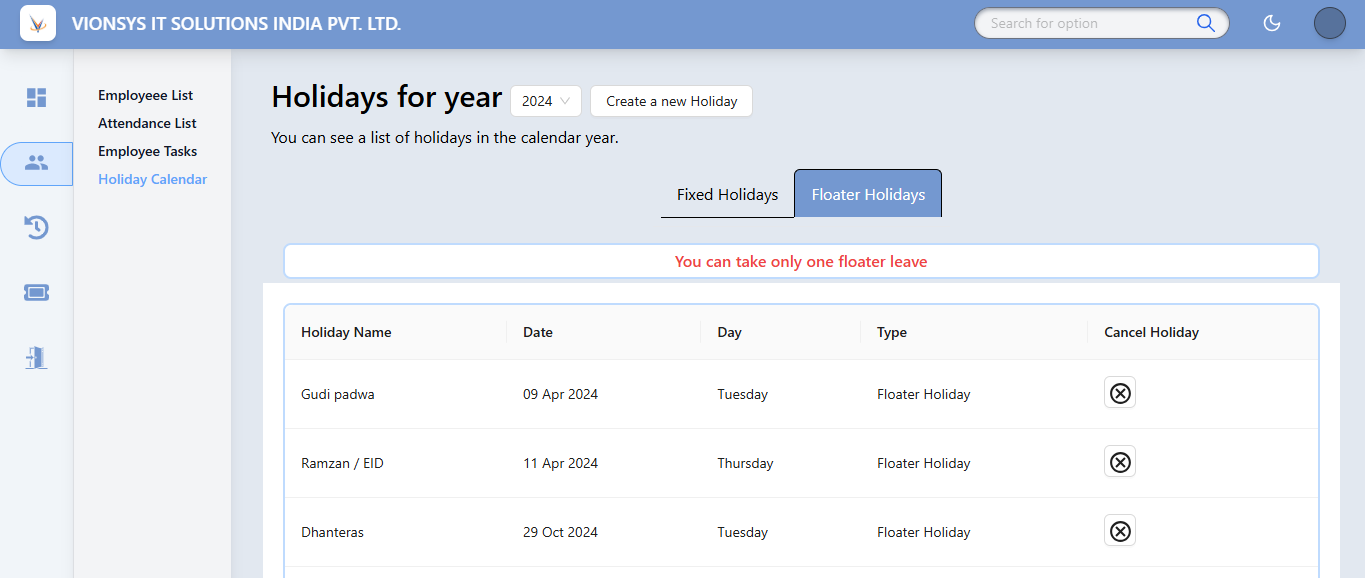 VIONSYS IT SOLUTIONS INDIA PVT. LTD.
Search for option
Employeee List
Attendance List
Employee Tasks
Holiday Calendar
Holidays for year 2024 Create a new Holiday
You can see a list of holidays in the calendar year.
Fixed Holidays Floater Holidays
You can take only one floater leave
Holiday Name Date Day Type Cancel Holiday
Gudi padwa 09 Apr 2024 Tuesday Floater Holiday
Ramzan / EID 11 Apr 2024 Thursday Floater Holiday
Dhanteras 29 Oct 2024 Tuesday Floater Holiday